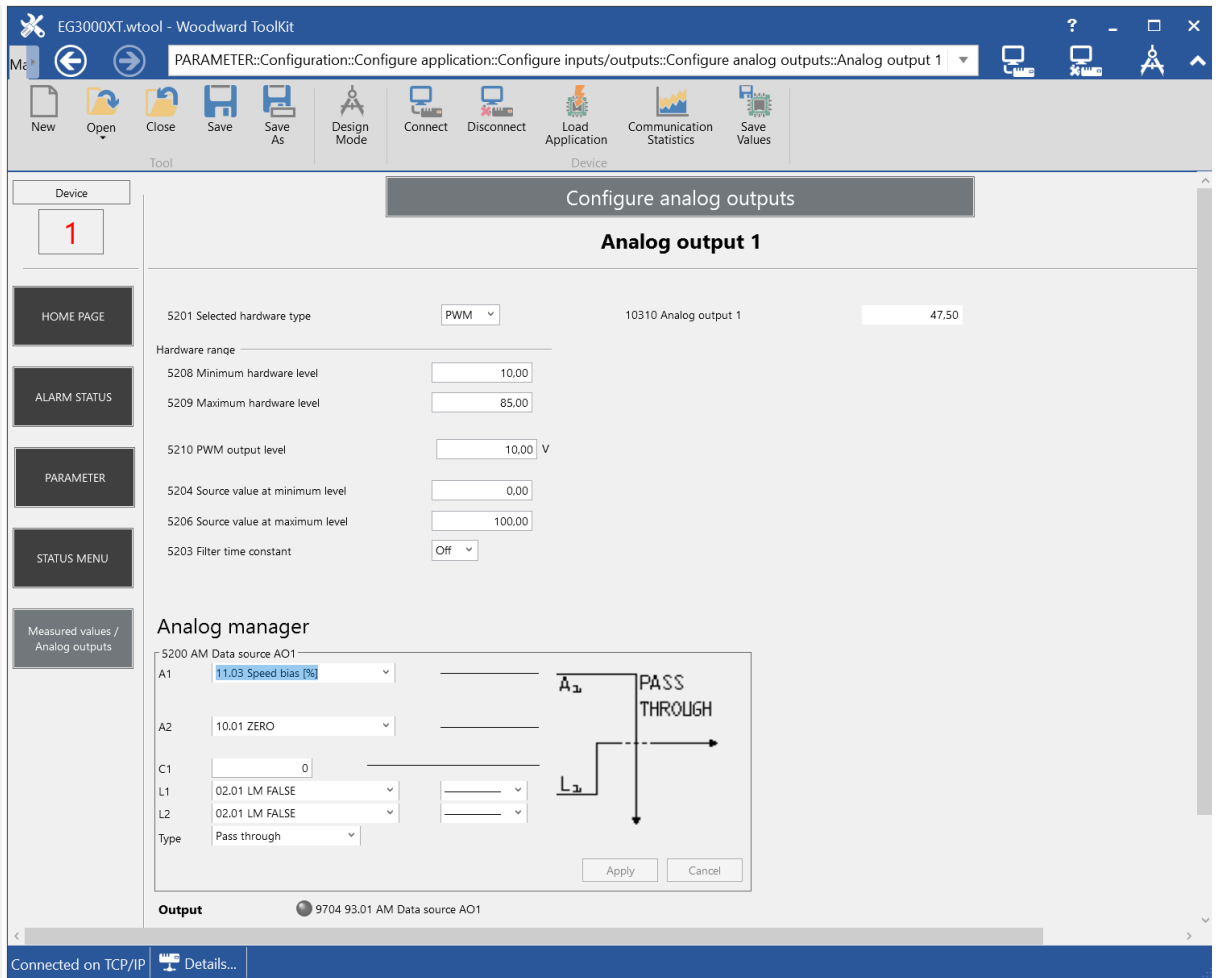 EG3000XT.wtool - Woodward ToolKit
?
Ma
PARAMETER::Configuration::Configure application::Configure inputs/outputs::Configure analog outputs::Analog output 1
New
Open
Close
Save
Save As
Design Mode
Connect
Disconnect
Load Application
Communication Statistics
Save Values
Tool
Device
Device
1
HOME PAGE
ALARM STATUS
PARAMETER
STATUS MENU
Measured values /
Analog outputs
Configure analog outputs
Analog output 1
5201 Selected hardware type PWM
10310 Analog output 1 47,50
Hardware range
5208 Minimum hardware level 10,00
5209 Maximum hardware level 85,00
5210 PWM output level 10,00 V
5204 Source value at minimum level 0,00
5206 Source value at maximum level 100,00
5203 Filter time constant Off
Analog manager
5200 AM Data source AO1
A1 11.03 Speed bias [%]
A2 10.01 ZERO
C1 0
L1 02.01 LM FALSE
L2 02.01 LM FALSE
Type Pass through
A1
PASS
THROUGH
L1
Apply
Cancel
Output 9704 93.01 AM Data source AO1
Connected on TCP/IP
Details...